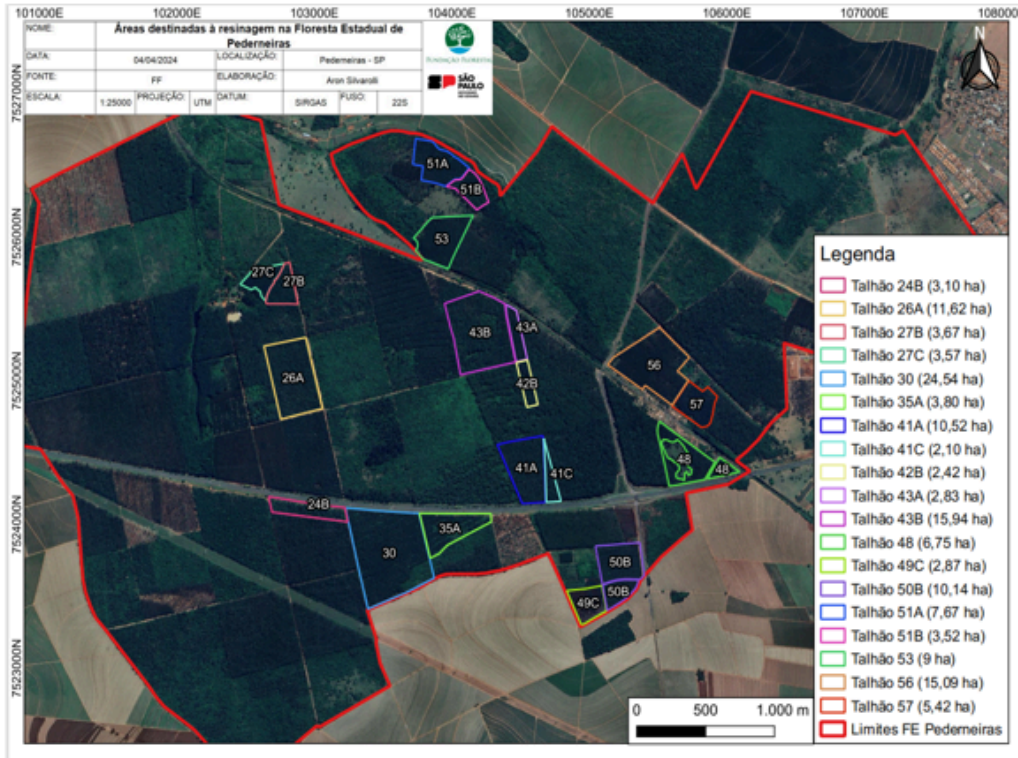 101000E 102000E 103000E 104000E 105000E 106000E 107000E 108000E
NOME: Áreas destinadas à resinagem na Floresta Estadual de
Pederneiras
DATA: 04/04/2024 LOCALIZAÇÃO: Pederneiras - SP
FONTE: FF ELABORAÇÃO: Aron Silvarolli
ESCALA: 1:25000 PROJEÇÃO: UTM DATUM: SIRGAS FUSO: 22S
FUNDAÇÃO FLORESTAL
SP SÃO
PAULO
N
7527000N
7526000N
7525000N
7524000N
7523000N
51A
51B
53
27C
27B
43B
43A
26A
42B
56
57
41A
41C
48
48
24B
35A
30
50B
50B
49C
Legenda
Talhão 24B (3,10 ha)
Talhão 26A (11,62 ha)
Talhão 27B (3,67 ha)
Talhão 27C (3,57 ha)
Talhão 30 (24,54 ha)
Talhão 35A (3,80 ha)
Talhão 41A (10,52 ha)
Talhão 41C (2,10 ha)
Talhão 42B (2,42 ha)
Talhão 43A (2,83 ha)
Talhão 43B (15,94 ha)
Talhão 48 (6,75 ha)
Talhão 49C (2,87 ha)
Talhão 50B (10,14 ha)
Talhão 51A (7,67 ha)
Talhão 51B (3,52 ha)
Talhão 53 (9 ha)
Talhão 56 (15,09 ha)
Talhão 57 (5,42 ha)
Limites FE Pederneiras
0 500 1.000 m